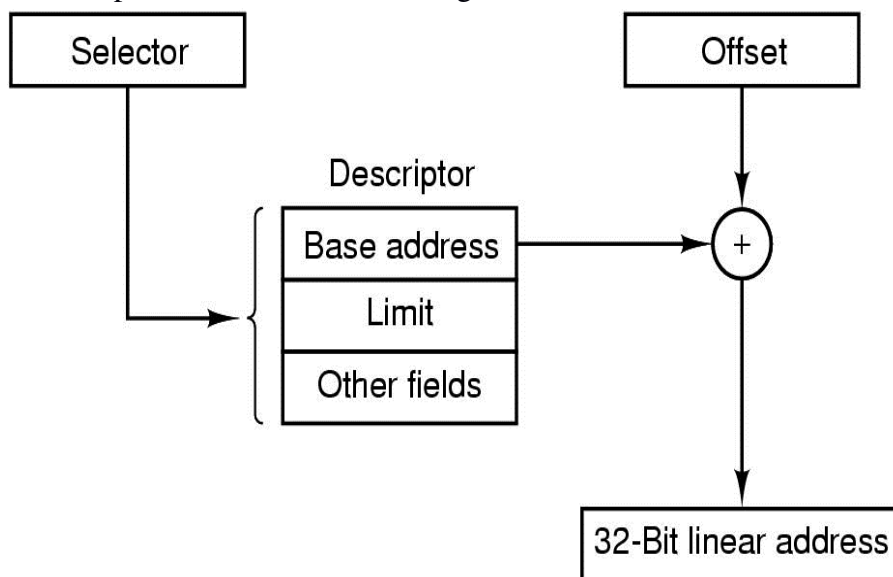 Selector
Offset
Descriptor
Base address
+
Limit
Other fields
32-Bit linear address